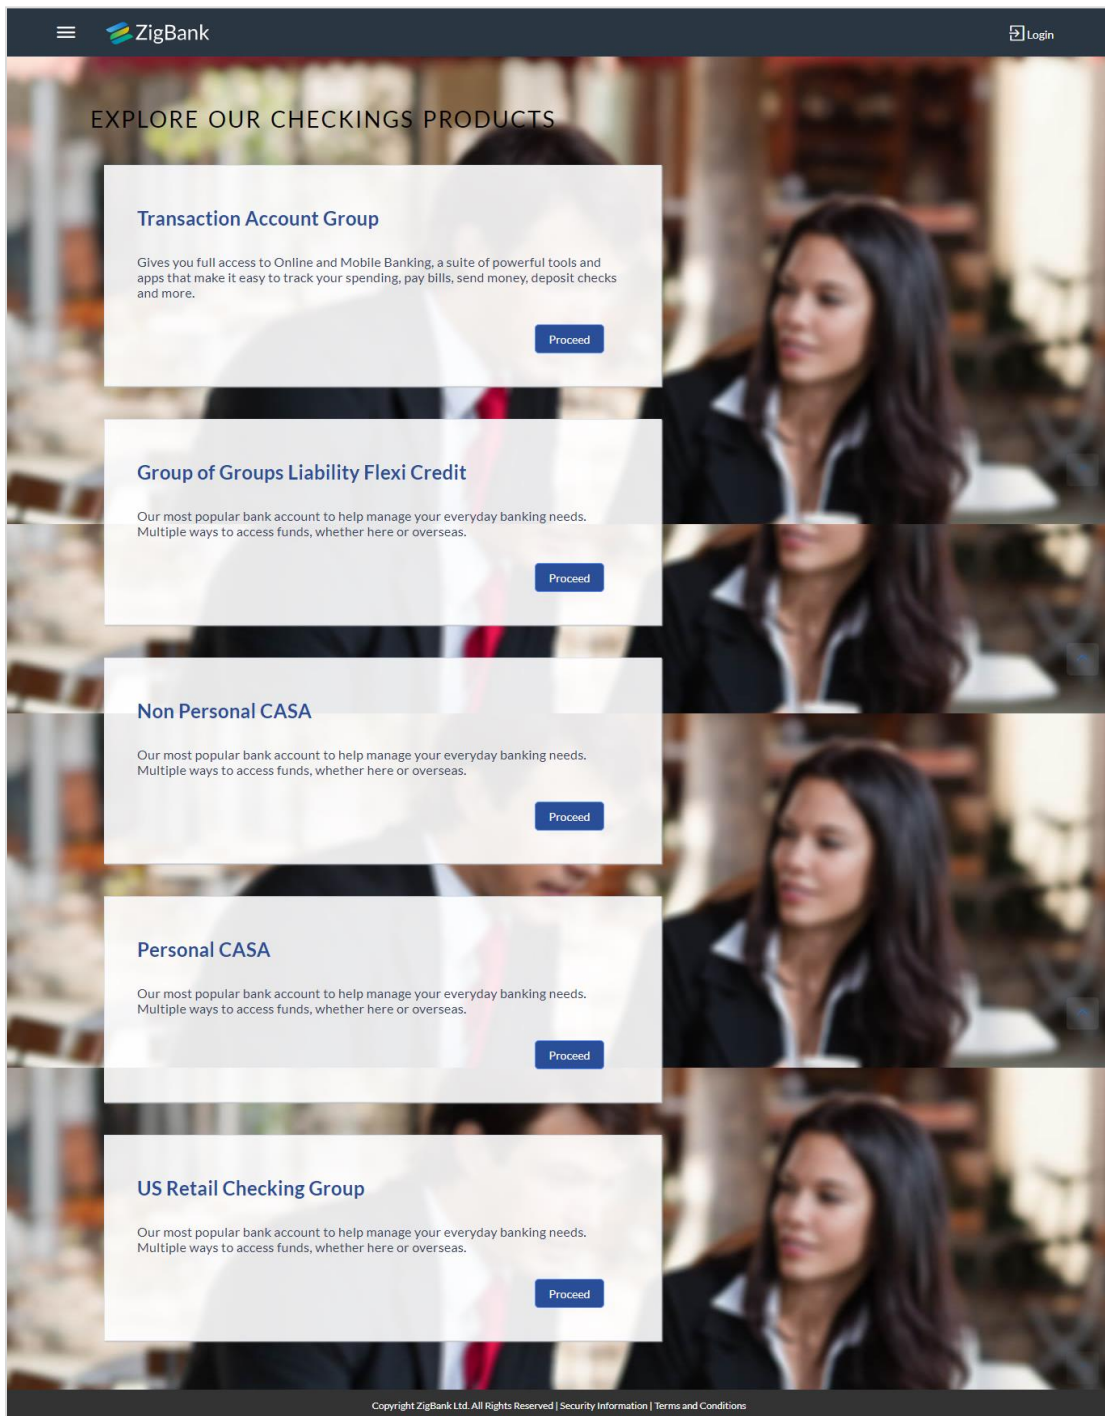 ZigBank
Login
EXPLORE OUR CHECKINGS PRODUCTS
Transaction Account Group
Gives you full access to Online and Mobile Banking, a suite of powerful tools and
apps that make it easy to track your spending, pay bills, send money, deposit checks
and more.
Proceed
Group of Groups Liability Flexi Credit
Our most popular bank account to help manage your everyday banking needs.
Multiple ways to access funds, whether here or overseas.
Proceed
Non Personal CASA
Our most popular bank account to help manage your everyday banking needs.
Multiple ways to access funds, whether here or overseas.
Proceed
Personal CASA
Our most popular bank account to help manage your everyday banking needs.
Multiple ways to access funds, whether here or overseas.
Proceed
US Retail Checking Group
Our most popular bank account to help manage your everyday banking needs.
Multiple ways to access funds, whether here or overseas.
Proceed
Copyright ZigBank Ltd. All Rights Reserved | Security Information | Terms and Conditions